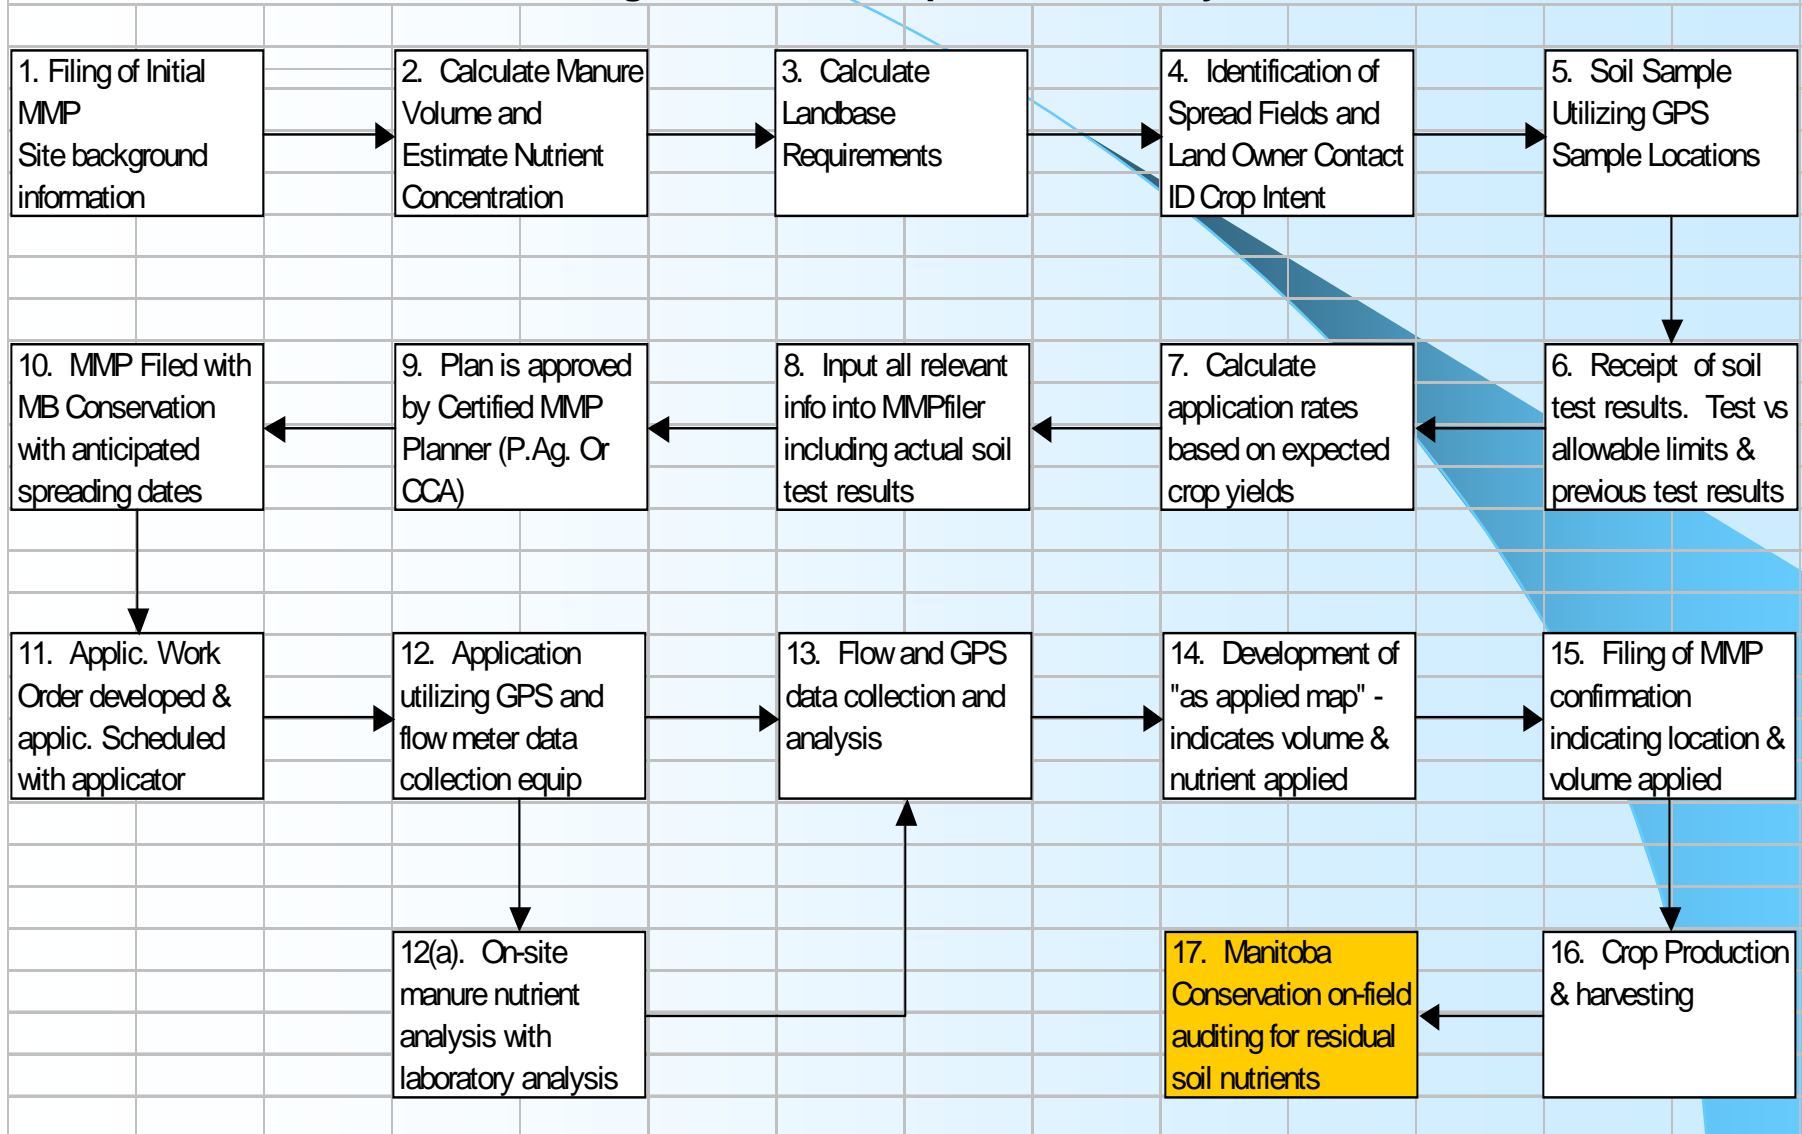 1. Filing of Initial
MMP
Site background
information
2. Calculate Manure
Volume and
Estimate Nutrient
Concentration
3. Calculate
Landbase
Requirements
4. Identification of
Spread Fields and
Land Owner Contact
ID Crop Intent
5. Soil Sample
Utilizing GPS
Sample Locations
10. MMP Filed with
MB Conservation
with anticipated
spreading dates
9. Plan is approved
by Certified MMP
Planner (P.Ag. Or
CCA)
8. Input all relevant
info into MMPfiler
including actual soil
test results
7. Calculate
application rates
based on expected
crop yields
6. Receipt of soil
test results. Test vs
allowable limits &
previous test results
11. Applic. Work
Order developed &
applic. Scheduled
with applicator
12. Application
utilizing GPS and
flow meter data
collection equip
13. Flow and GPS
data collection and
analysis
14. Development of
"as applied map" -
indicates volume &
nutrient applied
15. Filing of MMP
confirmation
indicating location &
volume applied
12(a). On-site
manure nutrient
analysis with
laboratory analysis
17. Manitoba
Conservation on-field
auditing for residual
soil nutrients
16. Crop Production
& harvesting